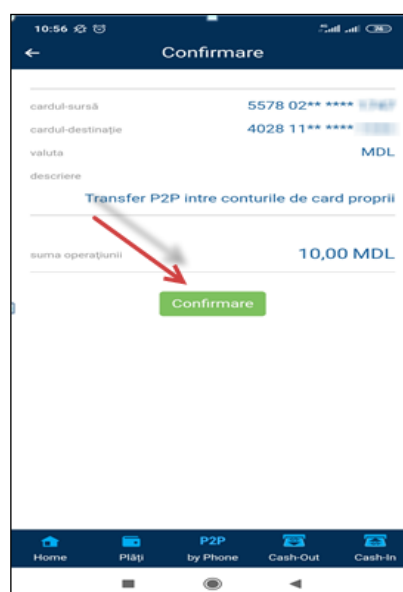 10:56
Confirmare
cardul-sursă 5578 02** ****
cardul-destinație 4028 11** ****
valuta MDL
descriere
Transfer P2P intre conturile de card proprii
suma operațiunii 10,00 MDL
Confirmare
P2P
Home Plăți by Phone Cash-Out Cash-In